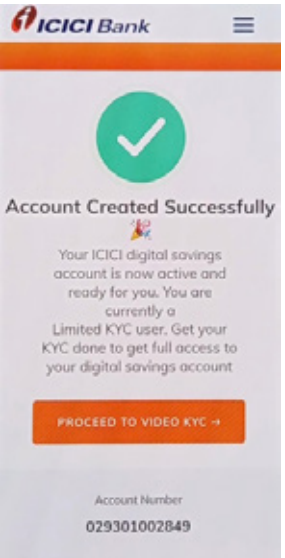 ICICI Bank
Account Created Successfully
🎉
Your ICICI digital savings
account is now active and
ready for you. You are
currently a
Limited KYC user. Get your
KYC done to get full access to
your digital savings account
PROCEED TO VIDEO KYC →
Account Number
029301002849